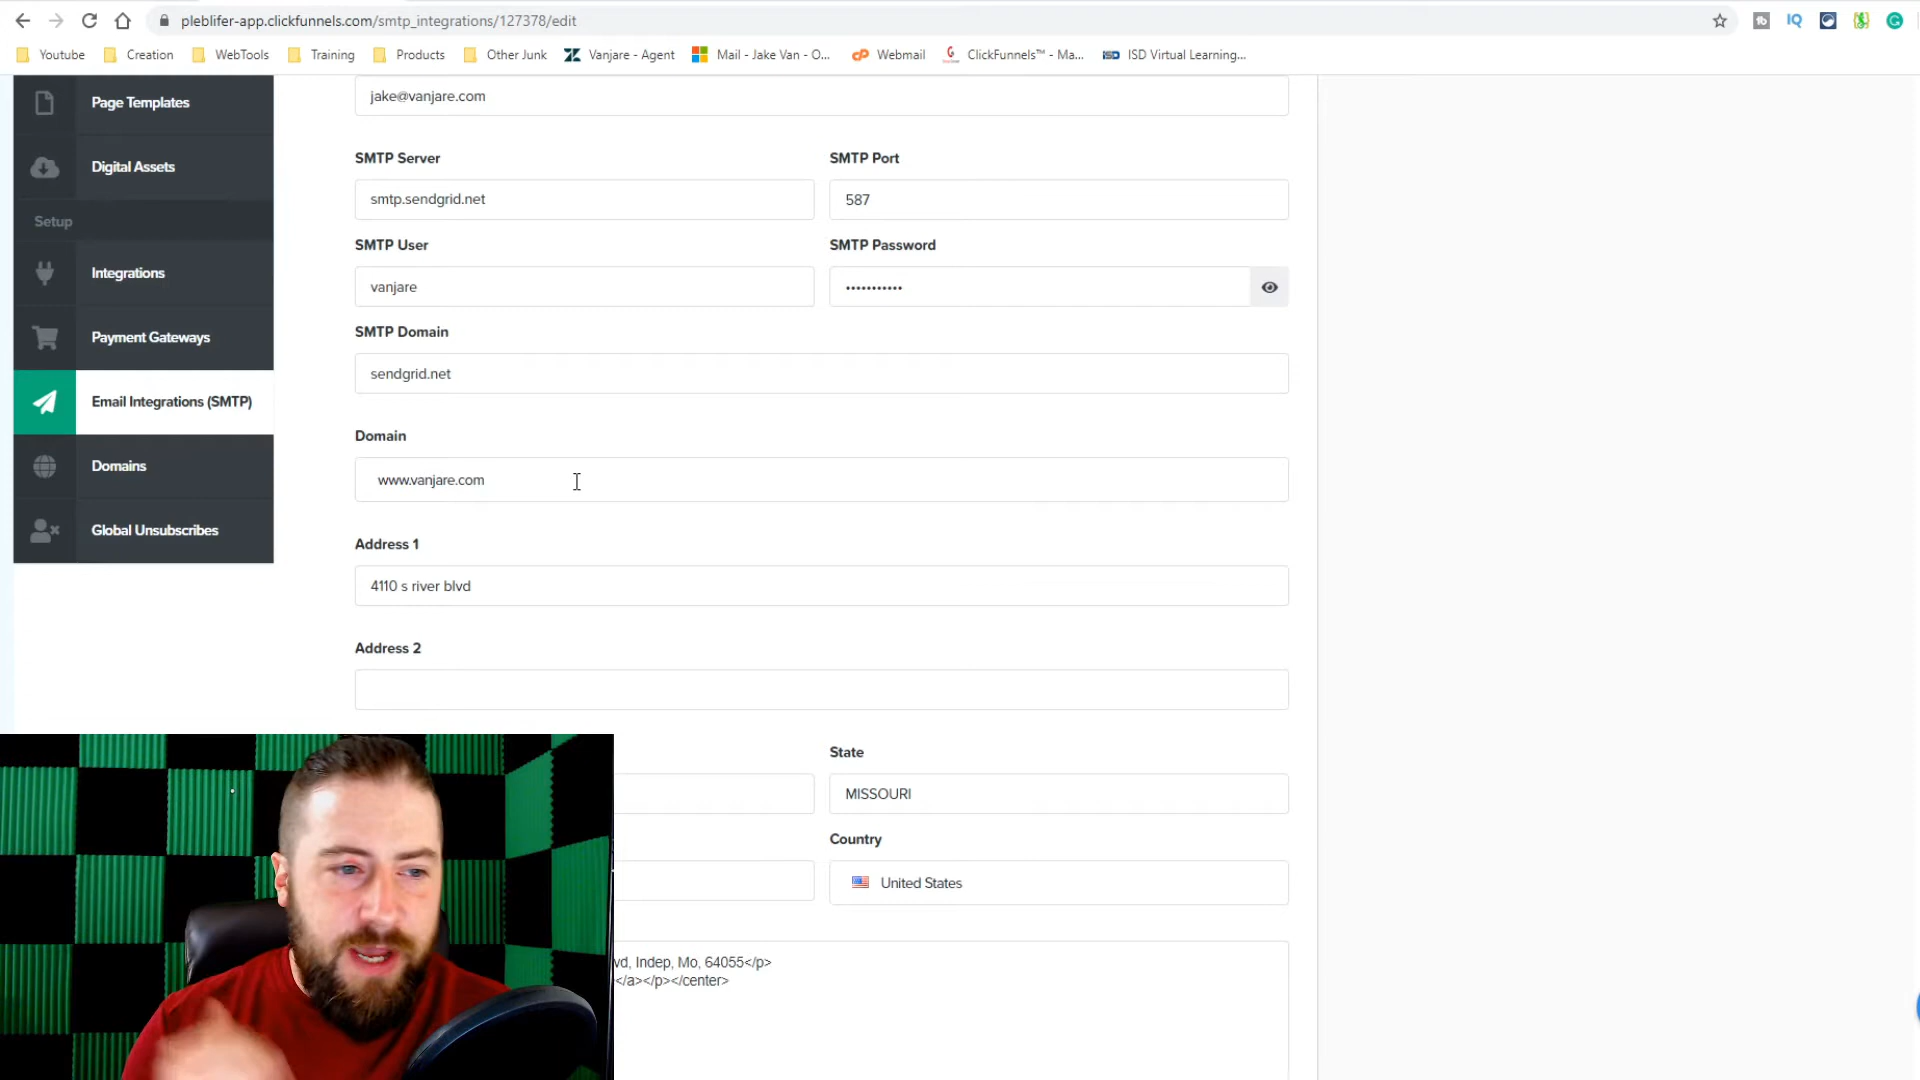 pleblifer-app.clickfunnels.com/smtp_integrations/127378/edit
Youtube Creation WebTools Training Products Other Junk Vanjare - Agent Mail - Jake Van - O... Webmail ClickFunnels™ - Ma... ISD ISD Virtual Learning...
Page Templates
Digital Assets
Setup
Integrations
Payment Gateways
Email Integrations (SMTP)
Domains
Global Unsubscribes
jake@vanjare.com
SMTP Server SMTP Port
smtp.sendgrid.net 587
SMTP User SMTP Password
vanjare •••••••••••
SMTP Domain
sendgrid.net
Domain
www.vanjare.com
Address 1
4110 s river blvd
Address 2
State
MISSOURI
Country
United States
vd, Indep, Mo, 64055</p>
</a></p></center>